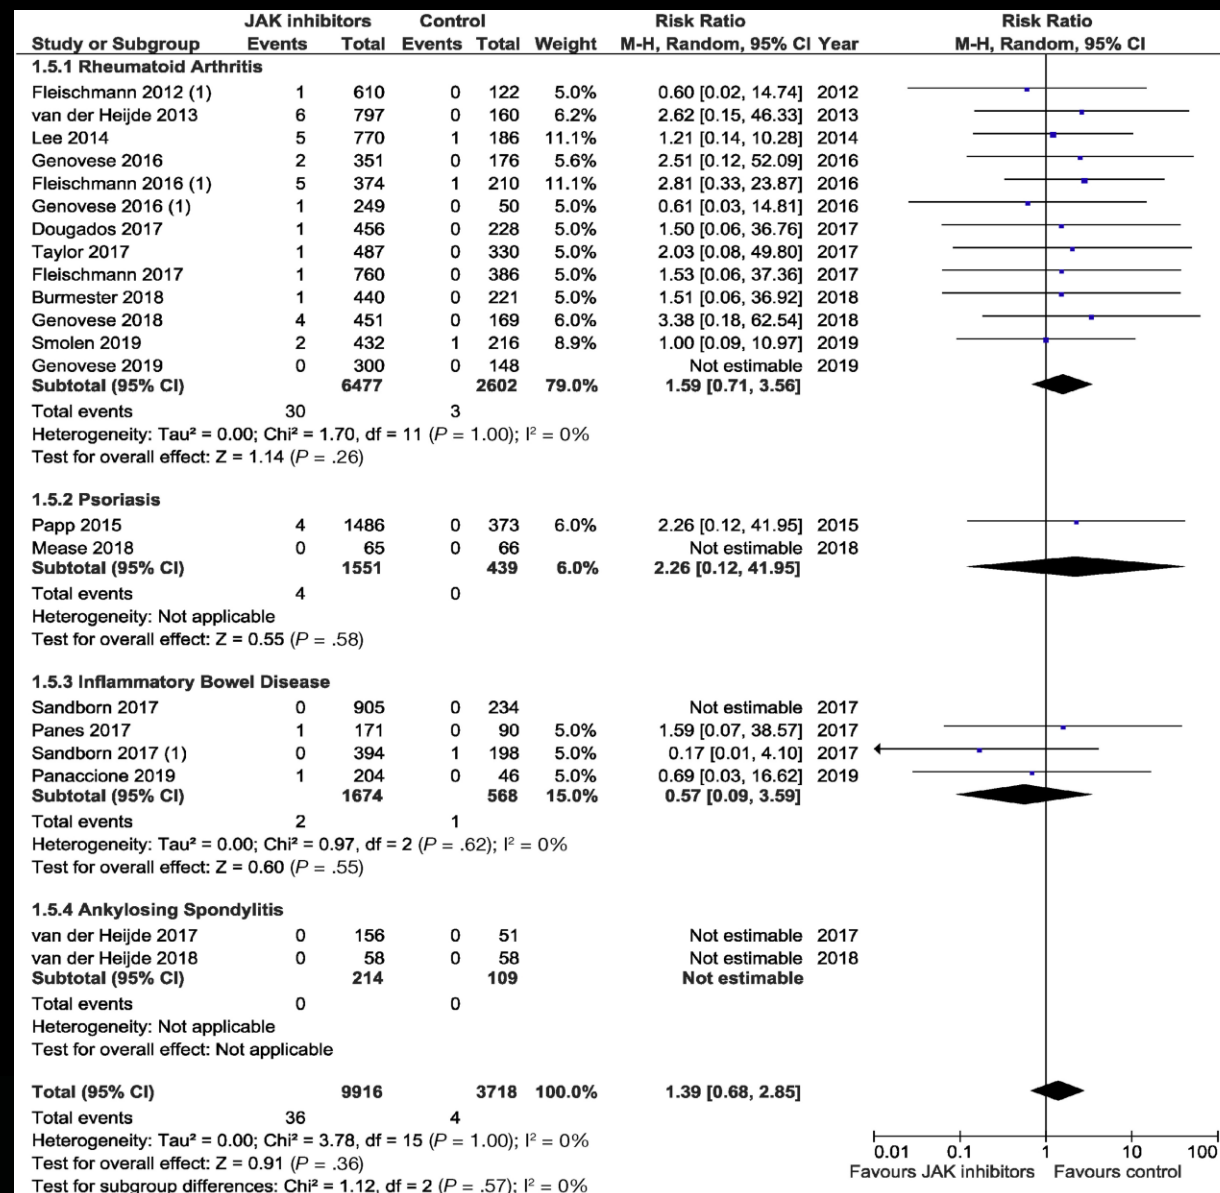 JAK inhibitors Control Risk Ratio Risk Ratio
Study or Subgroup Events Total Events Total Weight M-H, Random, 95% CI Year M-H, Random, 95% CI
1.5.1 Rheumatoid Arthritis
Fleischmann 2012 (1) 1 610 0 122 5.0% 0.60 [0.02, 14.74] 2012
van der Heijde 2013 6 797 0 160 6.2% 2.62 [0.15, 46.33] 2013
Lee 2014 5 770 1 186 11.1% 1.21 [0.14, 10.28] 2014
Genovese 2016 2 351 0 176 5.6% 2.51 [0.12, 52.09] 2016
Fleischmann 2016 (1) 5 374 1 210 11.1% 2.81 [0.33, 23.87] 2016
Genovese 2016 (1) 1 249 0 50 5.0% 0.61 [0.03, 14.81] 2016
Dougados 2017 1 456 0 228 5.0% 1.50 [0.06, 36.76] 2017
Taylor 2017 1 487 0 330 5.0% 2.03 [0.08, 49.80] 2017
Fleischmann 2017 1 760 0 386 5.0% 1.53 [0.06, 37.36] 2017
Burmester 2018 1 440 0 221 5.0% 1.51 [0.06, 36.92] 2018
Genovese 2018 4 451 0 169 6.0% 3.38 [0.18, 62.54] 2018
Smolen 2019 2 432 1 216 8.9% 1.00 [0.09, 10.97] 2019
Genovese 2019 0 300 0 148 Not estimable 2019
Subtotal (95% CI) 6477 2602 79.0% 1.59 [0.71, 3.56]
Total events 30 3
Heterogeneity: Tau² = 0.00; Chi² = 1.70, df = 11 (P = 1.00); I² = 0%
Test for overall effect: Z = 1.14 (P = .26)
1.5.2 Psoriasis
Papp 2015 4 1486 0 373 6.0% 2.26 [0.12, 41.95] 2015
Mease 2018 0 65 0 66 Not estimable 2018
Subtotal (95% CI) 1551 439 6.0% 2.26 [0.12, 41.95]
Total events 4 0
Heterogeneity: Not applicable
Test for overall effect: Z = 0.55 (P = .58)
1.5.3 Inflammatory Bowel Disease
Sandborn 2017 0 905 0 234 Not estimable 2017
Panes 2017 1 171 0 90 5.0% 1.59 [0.07, 38.57] 2017
Sandborn 2017 (1) 0 394 1 198 5.0% 0.17 [0.01, 4.10] 2017
Panaccione 2019 1 204 0 46 5.0% 0.69 [0.03, 16.62] 2019
Subtotal (95% CI) 1674 568 15.0% 0.57 [0.09, 3.59]
Total events 2 1
Heterogeneity: Tau² = 0.00; Chi² = 0.97, df = 2 (P = .62); I² = 0%
Test for overall effect: Z = 0.60 (P = .55)
1.5.4 Ankylosing Spondylitis
van der Heijde 2017 0 156 0 51 Not estimable 2017
van der Heijde 2018 0 58 0 58 Not estimable 2018
Subtotal (95% CI) 214 109 Not estimable
Total events 0 0
Heterogeneity: Not applicable
Test for overall effect: Not applicable
Total (95% CI) 9916 3718 100.0% 1.39 [0.68, 2.85]
Total events 36 4
Heterogeneity: Tau² = 0.00; Chi² = 3.78, df = 15 (P = 1.00); I² = 0%
Test for overall effect: Z = 0.91 (P = .36)
Test for subgroup differences: Chi² = 1.12, df = 2 (P = .57); I² = 0%
0.01 0.1 1 10 100
Favours JAK inhibitors Favours control